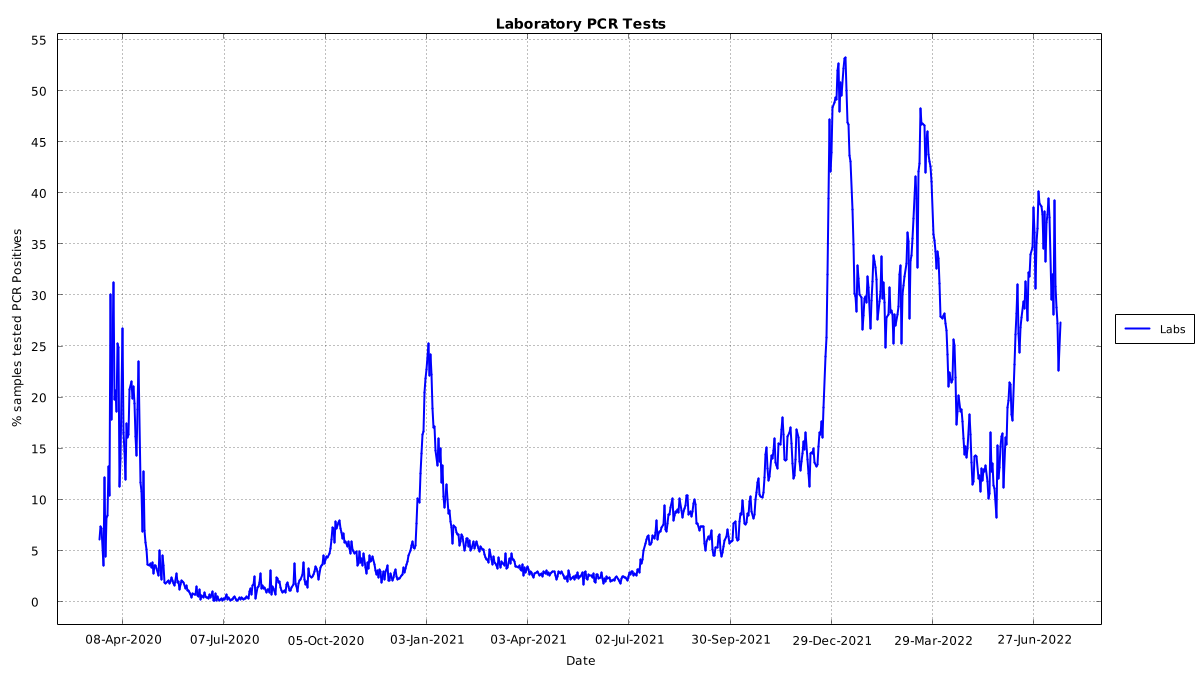 Laboratory PCR Tests
55
50
45
40
35
30
25
20
15
10
5
0
% samples tested PCR Positives
08-Apr-2020 07-Jul-2020 05-Oct-2020 03-Jan-2021 03-Apr-2021 02-Jul-2021 30-Sep-2021 29-Dec-2021 29-Mar-2022 27-Jun-2022
Date
Labs